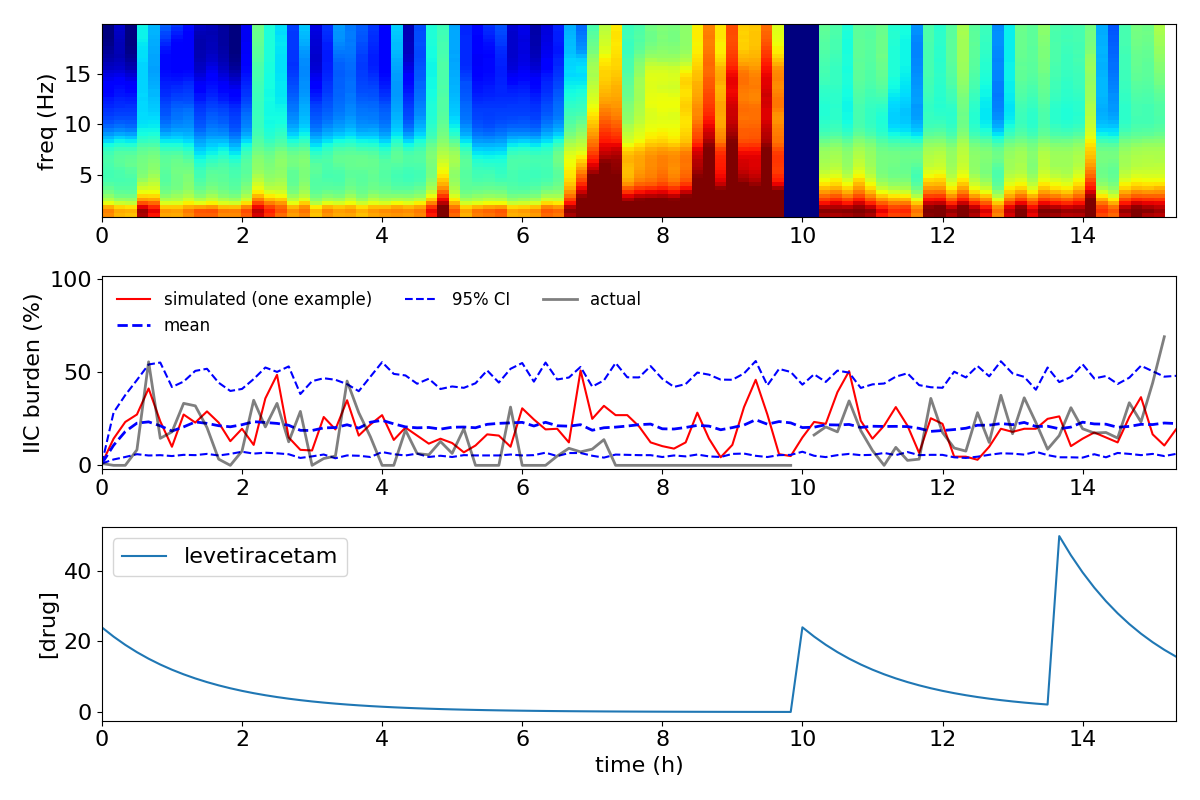 freq (Hz)
15
10
5
0 2 4 6 8 10 12 14
IIC burden (%)
100
50
0
simulated (one example) 95% CI actual
mean
0 2 4 6 8 10 12 14
[drug]
40
20
0
levetiracetam
0 2 4 6 8 10 12 14
time (h)